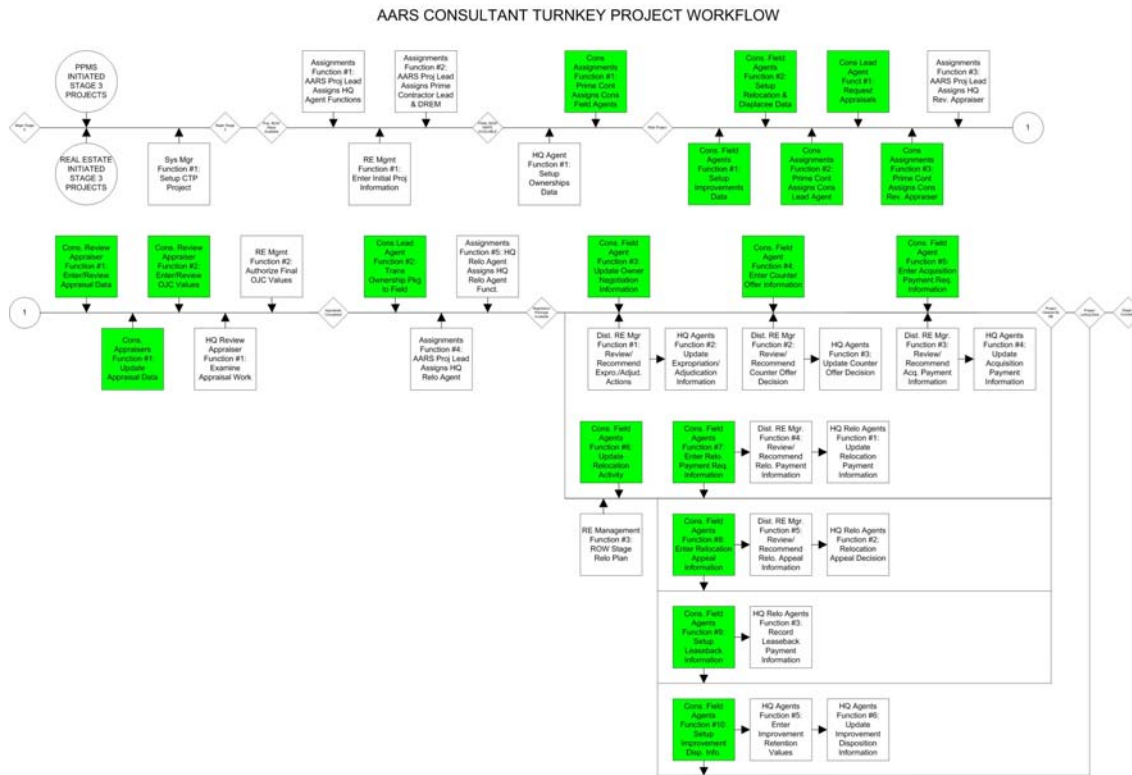 AARS CONSULTANT TURNKEY PROJECT WORKFLOW
PPMS
INITIATED
STAGE 3
PROJECTS
REAL ESTATE
INITIATED
STAGE 3
PROJECTS
Sys Mgr
Function #1:
Setup CTP
Project
Assignments
Function #1:
AARS Proj Lead
Assigns HQ
Agent Functions
RE Mgmt
Function #1:
Enter Initial Proj
Information
Assignments
Function #2:
AARS Proj Lead
Assigns Prime
Contractor Lead
& DREM
HQ Agent
Function #1:
Setup
Ownerships
Data
Cons
Assignments
Function #1:
Prime Cont
Assigns Cons
Field Agents
Cons. Field
Agents
Function #1:
Setup
Improvements
Data
Cons. Field
Agents
Function #2:
Setup
Relocation &
Displacee Data
Cons
Assignments
Function #2:
Prime Cont
Assigns Cons
Lead Agent
Cons Lead
Agent
Funct #1:
Request
Appraisals
Cons
Assignments
Function #3:
Prime Cont
Assigns Cons
Rev. Appraiser
Assignments
Function #3:
AARS Proj Lead
Assigns HQ
Rev. Appraiser
1
1
Cons. Review
Appraiser
Function #1:
Enter/Review
Appraisal Data
Cons.
Appraisers
Function #1:
Update
Appraisal Data
Cons. Review
Appraiser
Function #2:
Enter/Review
OJC Values
HQ Review
Appraiser
Function #1:
Examine
Appraisal Work
RE Mgmt
Function #2:
Authorize Final
OJC Values
Cons.Lead
Agent
Function #2:
Trans
Ownership Pkg.
to Field
Assignments
Function #4:
AARS Proj Lead
Assigns HQ
Relo Agent
Assignments
Function #5: HQ
Relo Agent
Assigns HQ
Relo Agent
Funct.
Cons. Field
Agent
Function #3:
Update Owner
Negotiation
Information
Cons. Field
Agent
Function #4:
Enter Counter
Offer Information
Cons. Field
Agent
Function #5:
Enter Acquisition
Payment Req.
Information
Dist. RE Mgr
Function #1:
Review/
Recommend
Expro./Adjud.
Actions
HQ Agents
Function #2:
Update
Expropriation/
Adjudication
Information
Dist. RE Mgr
Function #2:
Review/
Recommend
Counter Offer
Decision
HQ Agents
Function #3:
Update Counter
Offer Decision
Dist. RE Mgr.
Function #3:
Review/
Recommend
Acq. Payment
Information
HQ Agents
Function #4:
Update
Acquisition
Payment
Information
Cons. Field
Agents
Function #6:
Update
Relocation
Activity
Cons. Field
Agents
Function #7:
Enter Relo.
Payment Req.
Information
Dist. RE Mgr.
Function #4:
Review/
Recommend
Relo. Payment
Information
HQ Relo Agents
Function #1:
Update
Relocation
Payment
Information
RE Management
Function #3:
ROW Stage
Relo Plan
Cons. Field
Agents
Function #8:
Enter Relocation
Appeal
Information
Dist. RE Mgr.
Function #5:
Review/
Recommend
Relo. Appeal
Information
HQ Relo Agents
Function #2:
Relocation
Appeal Decision
Cons. Field
Agents
Function #9:
Setup
Leaseback
Information
HQ Relo Agents
Function #3:
Record
Leaseback
Payment
Information
Cons. Field
Agents
Function #10:
Setup
Improvement
Disp. Info.
HQ Agents
Function #5:
Enter
Improvement
Retention
Values
HQ Agents
Function #6:
Update
Improvement
Disposition
Information